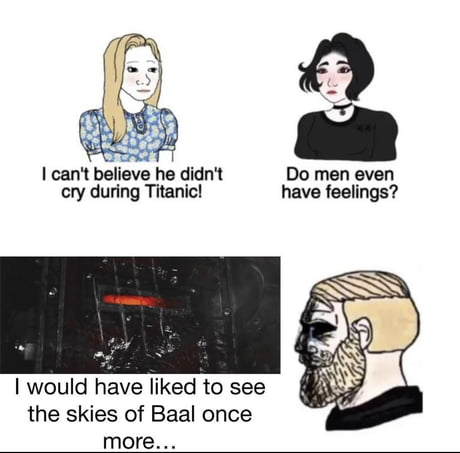 I can't believe he didn't
cry during Titanic!
Do men even
have feelings?
I would have liked to see
the skies of Baal once
more...